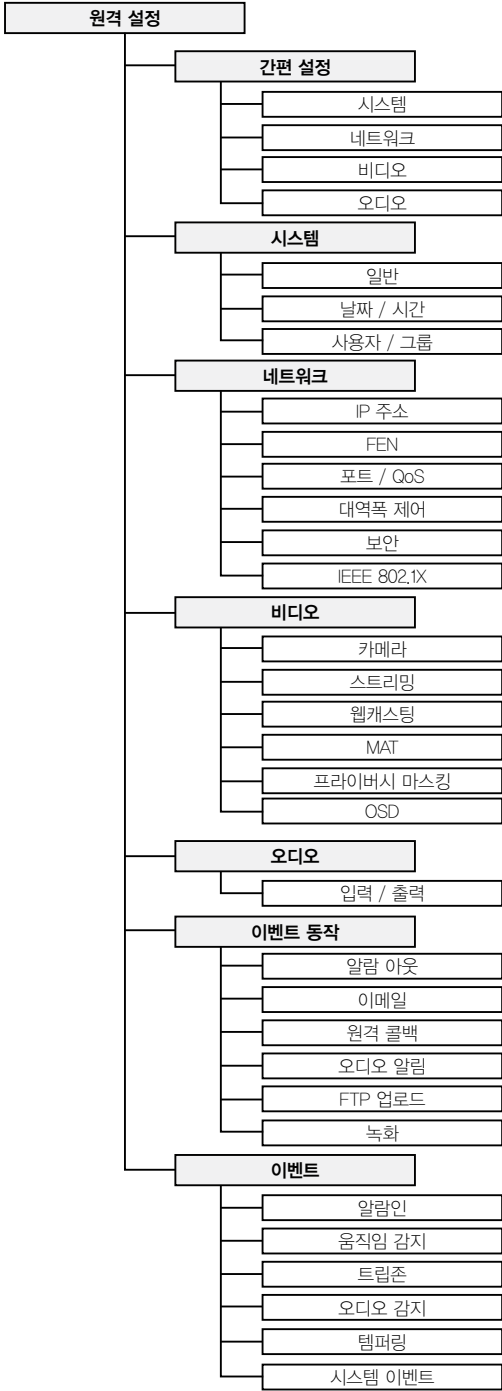 원격 설정
간편 설정
시스템
네트워크
비디오
오디오
시스템
일반
날짜 / 시간
사용자 / 그룹
네트워크
IP 주소
FEN
포트 / QoS
대역폭 제어
보안
IEEE 802.1X
비디오
카메라
스트리밍
웹캐스팅
MAT
프라이버시 마스킹
OSD
오디오
입력 / 출력
이벤트 동작
알람 아웃
이메일
원격 콜백
오디오 알림
FTP 업로드
녹화
이벤트
알람인
움직임 감지
트립존
오디오 감지
템퍼링
시스템 이벤트